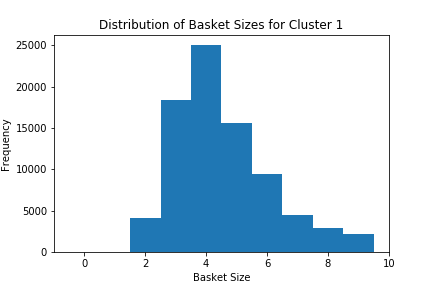 Distribution of Basket Sizes for Cluster 1
Frequency
25000
20000
15000
10000
5000
0
0 2 4 6 8 10
Basket Size